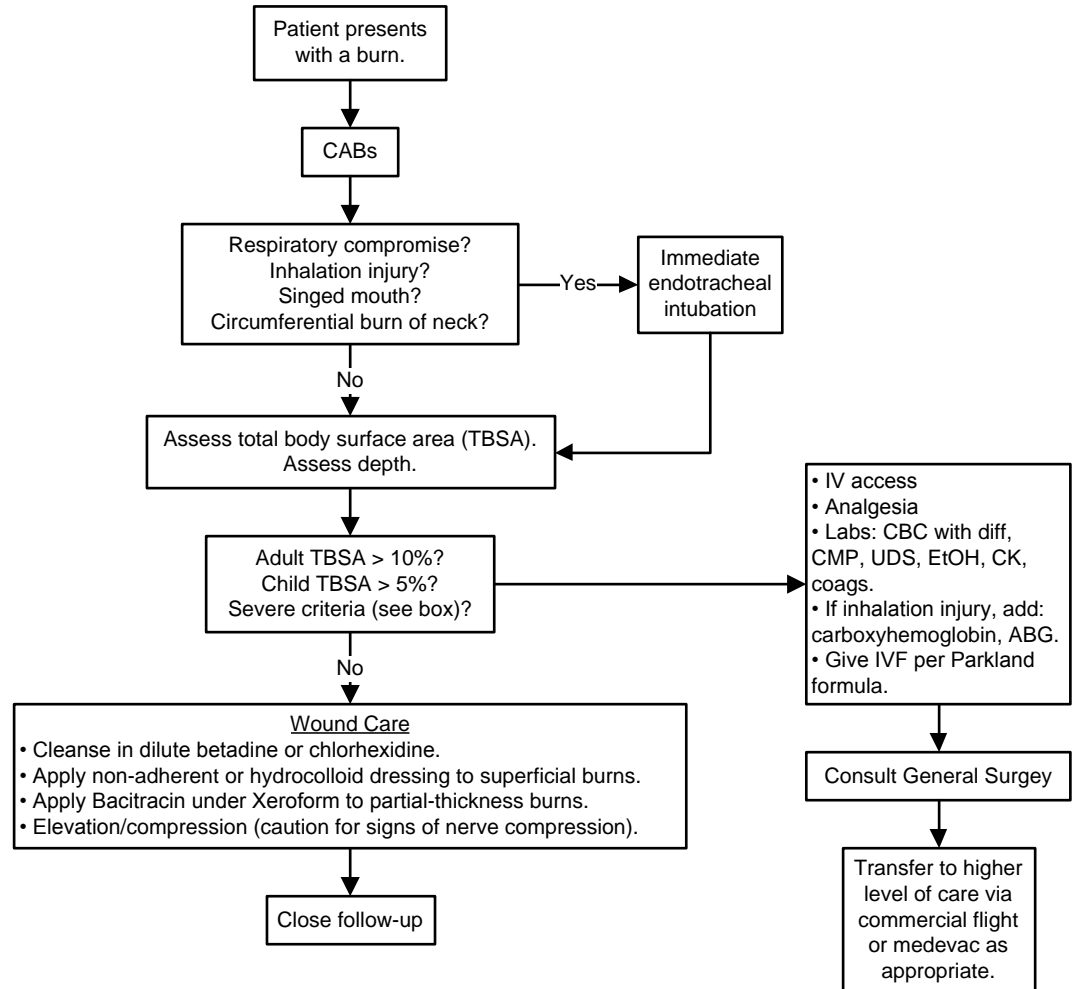 Patient presents
with a burn.
CABs
Respiratory compromise?
Inhalation injury?
Singed mouth?
Circumferential burn of neck?
Yes
Immediate
endotracheal
intubation
No
Assess total body surface area (TBSA).
Assess depth.
Adult TBSA > 10%?
Child TBSA > 5%?
Severe criteria (see box)?
• IV access
• Analgesia
• Labs: CBC with diff,
CMP, UDS, EtOH, CK,
coags.
• If inhalation injury, add:
carboxyhemoglobin, ABG.
• Give IVF per Parkland
formula.
No
Wound Care
• Cleanse in dilute betadine or chlorhexidine.
• Apply non-adherent or hydrocolloid dressing to superficial burns.
• Apply Bacitracin under Xeroform to partial-thickness burns.
• Elevation/compression (caution for signs of nerve compression).
Close follow-up
Consult General Surgey
Transfer to higher
level of care via
commercial flight
or medevac as
appropriate.